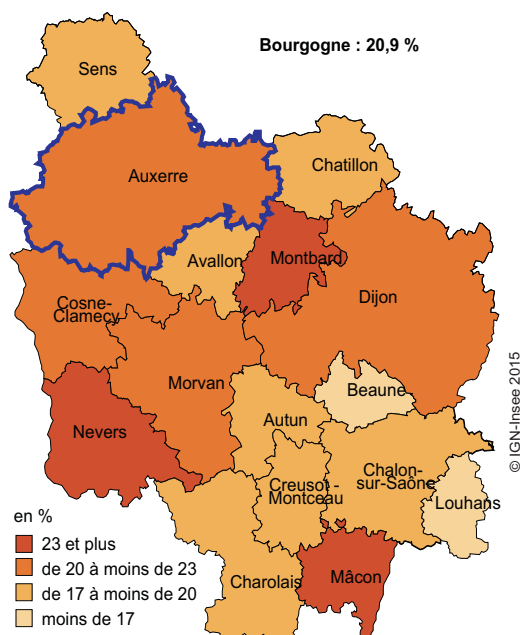 Bourgogne : 20,9 %
Sens
Chatillon
Auxerre
Avallon
Montbard
Dijon
Cosne-
Clamecy
Morvan
Beaune
Nevers
Autun
Chalon-
sur-Saône
Creusot -
Montceau
Louhans
Charolais
Mâcon
en %
23 et plus
de 20 à moins de 23
de 17 à moins de 20
moins de 17
© IGN-Insee 2015